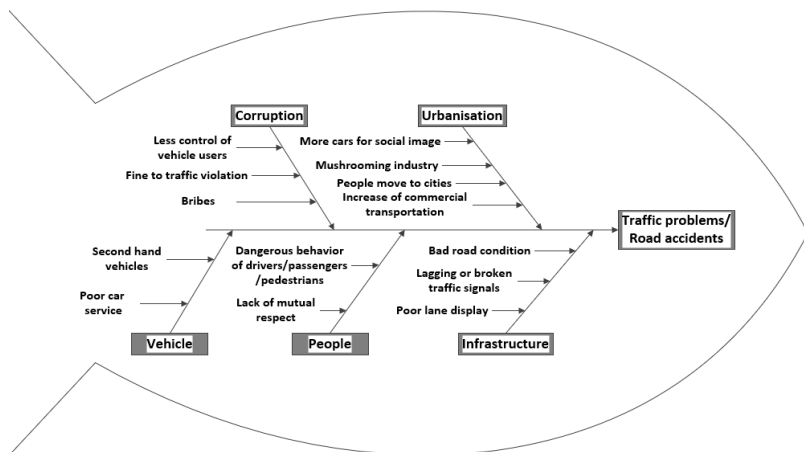 Corruption
Less control of
vehicle users
Fine to traffic violation
Bribes
Urbanisation
More cars for social image
Mushrooming industry
People move to cities
Increase of commercial
transportation
Traffic problems/
Road accidents
Second hand
vehicles
Poor car
service
Vehicle
Dangerous behavior
of drivers/passengers
/pedestrians
Lack of mutual
respect
People
Bad road condition
Lagging or broken
traffic signals
Poor lane display
Infrastructure